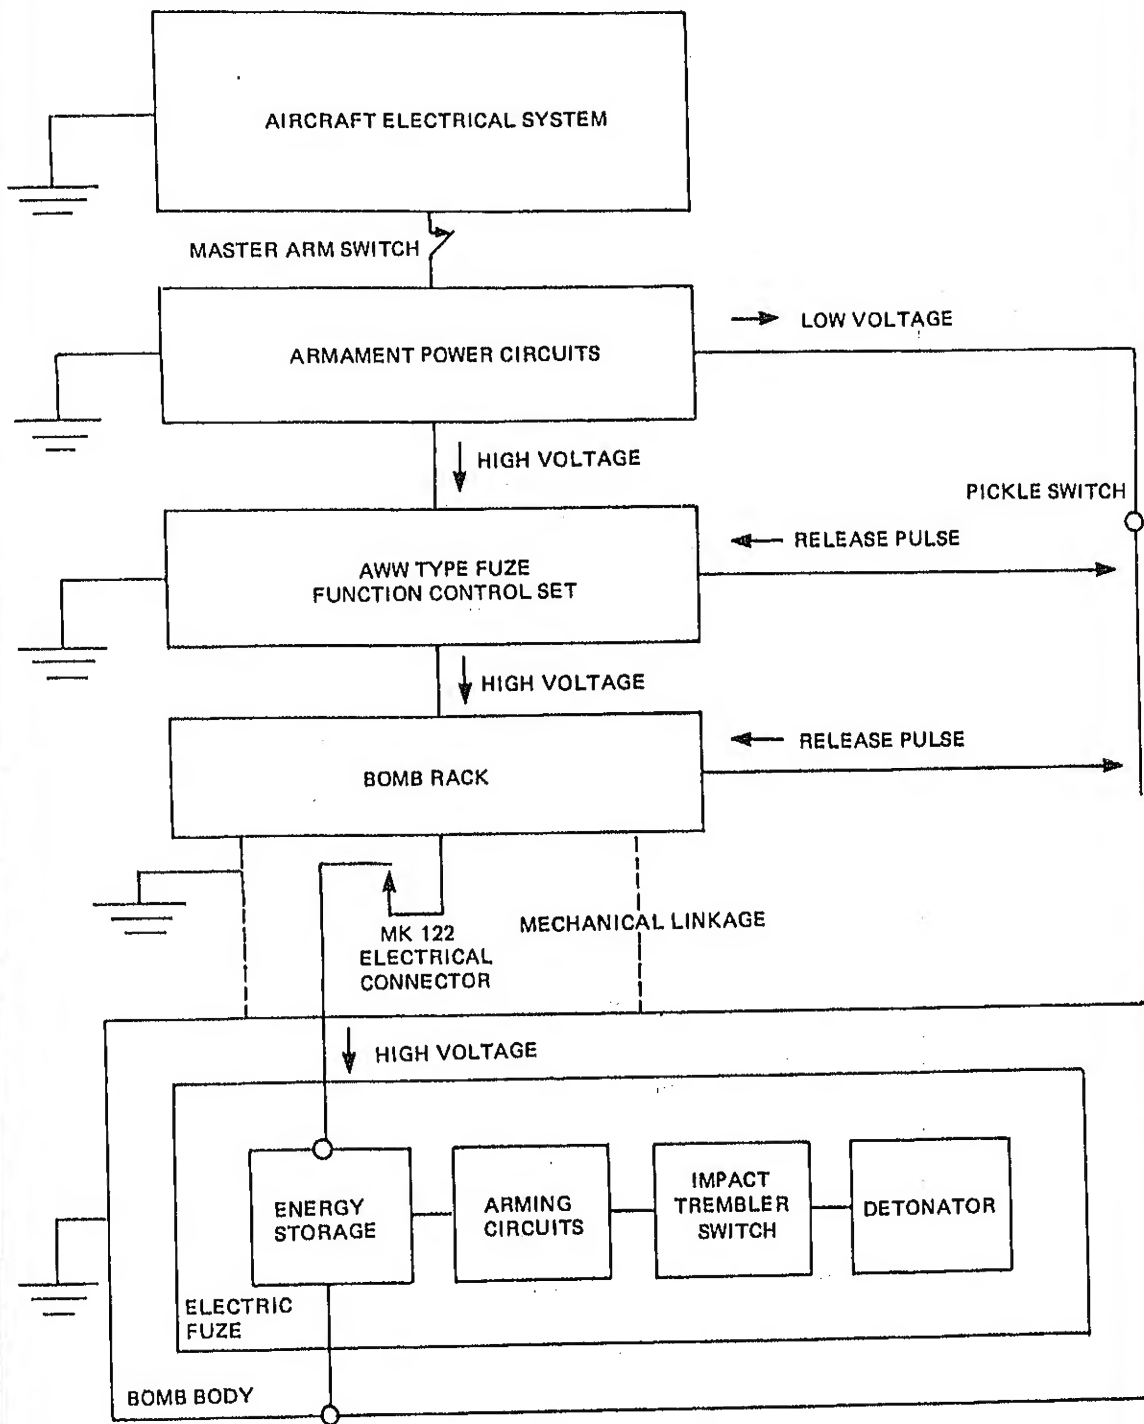 AIRCRAFT ELECTRICAL SYSTEM
MASTER ARM SWITCH
LOW VOLTAGE
ARMAMENT POWER CIRCUITS
HIGH VOLTAGE
PICKLE SWITCH
RELEASE PULSE
AWW TYPE FUZE
FUNCTION CONTROL SET
HIGH VOLTAGE
RELEASE PULSE
BOMB RACK
MECHANICAL LINKAGE
MK 122
ELECTRICAL
CONNECTOR
HIGH VOLTAGE
ENERGY
STORAGE
ARMING
CIRCUITS
IMPACT
TREMBLER
SWITCH
DETONATOR
ELECTRIC
FUZE
BOMB BODY